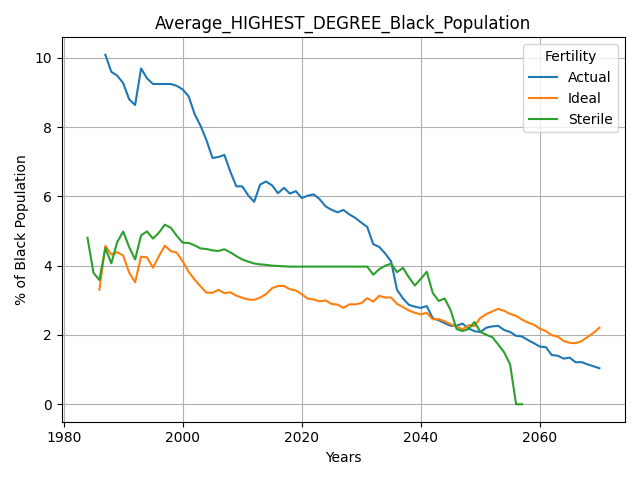 Average_HIGHEST_DEGREE_Black_Population
Fertility
Actual
Ideal
Sterile
% of Black Population
10
8
6
4
2
0
1980
2000
2020
2040
2060
Years